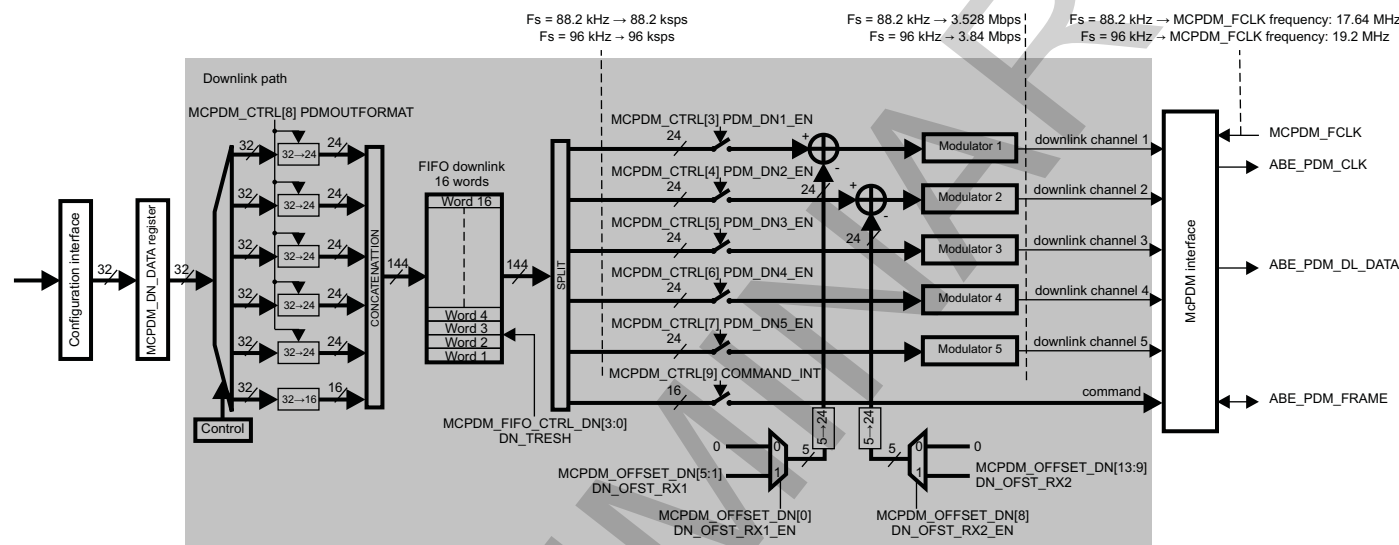 Fs = 88.2 kHz → 88.2 ksps
Fs = 96 kHz → 96 ksps
Fs = 88.2 kHz → 3.528 Mbps
Fs = 96 kHz → 3.84 Mbps
Fs = 88.2 kHz → MCPDM_FCLK frequency: 17.64 MHz
Fs = 96 kHz → MCPDM_FCLK frequency: 19.2 MHz
Downlink path
MCPDM_CTRL[8] PDMOUTFORMAT
Configuration interface
32
MCPDM_DN_DATA register
32
32
32→24
24
32
32→24
24
32
32→24
24
32
32→24
24
32
32→24
24
32
32→16
16
Control
CONCATENATTION
144
FIFO downlink
16 words
Word 16
Word 4
Word 3
Word 2
Word 1
MCPDM_FIFO_CTRL_DN[3:0]
DN_TRESH
144
SPLIT
MCPDM_CTRL[3] PDM_DN1_EN
24
+
-
Modulator 1
downlink channel 1
MCPDM_CTRL[4] PDM_DN2_EN
24
24
+
-
Modulator 2
downlink channel 2
MCPDM_CTRL[5] PDM_DN3_EN
24
24
Modulator 3
downlink channel 3
MCPDM_CTRL[6] PDM_DN4_EN
24
Modulator 4
downlink channel 4
MCPDM_CTRL[7] PDM_DN5_EN
24
Modulator 5
downlink channel 5
MCPDM_CTRL[9] COMMAND_INT
16
command
5→24
5→24
0
0
1
5
MCPDM_OFFSET_DN[5:1]
DN_OFST_RX1
MCPDM_OFFSET_DN[0]
DN_OFST_RX1_EN
5
0
1
0
MCPDM_OFFSET_DN[13:9]
DN_OFST_RX2
MCPDM_OFFSET_DN[8]
DN_OFST_RX2_EN
McPDM interface
MCPDM_FCLK
ABE_PDM_CLK
ABE_PDM_DL_DATA
ABE_PDM_FRAME